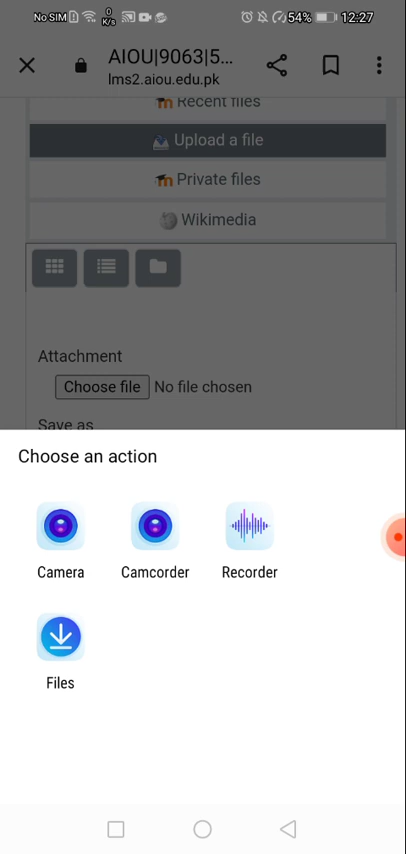 No SIM 0 K/s 54% 12:27
AIOU|9063|5...
lms2.aiou.edu.pk
Recent files
Upload a file
Private files
Wikimedia
Attachment
Choose file No file chosen
Save as
Choose an action
Camera Camcorder Recorder
Files